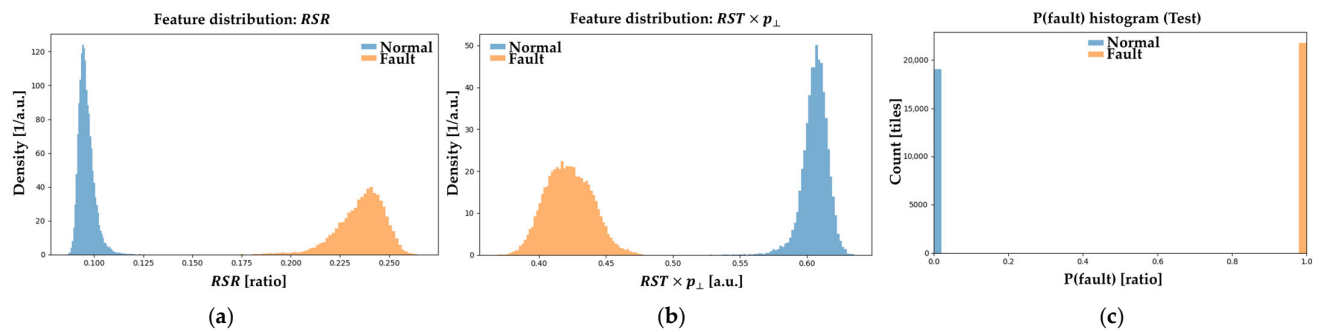 Feature distribution: RSR
Normal
Fault
Density [1/a.u.]
120
100
80
60
40
20
0
0.100
0.125
0.150
0.175
0.200
0.225
0.250
RSR [ratio]
(a)
Feature distribution: RST × p⊥
Normal
Fault
Density [1/a.u.]
50
40
30
20
10
0
0.40
0.45
0.50
0.55
0.60
RST × p⊥ [a.u.]
(b)
P(fault) histogram (Test)
Normal
Fault
Count [tiles]
20,000
15,000
10,000
5000
0
0.0
0.2
0.4
0.6
0.8
1.0
P(fault) [ratio]
(c)